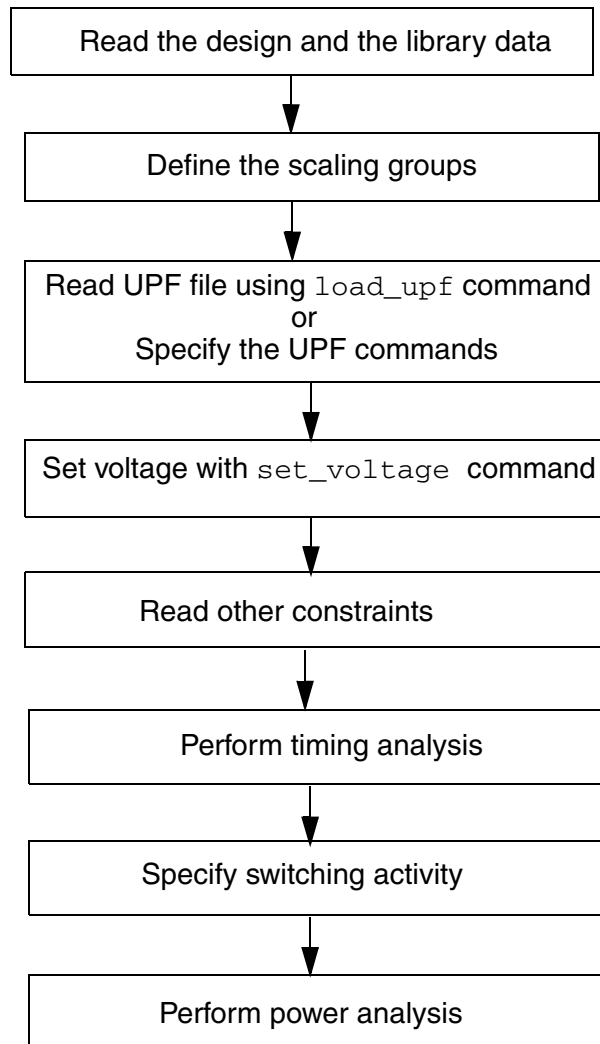 Read the design and the library data
Define the scaling groups
Read UPF file using load_upf command
or
Specify the UPF commands
Set voltage with set_voltage command
Read other constraints
Perform timing analysis
Specify switching activity
Perform power analysis